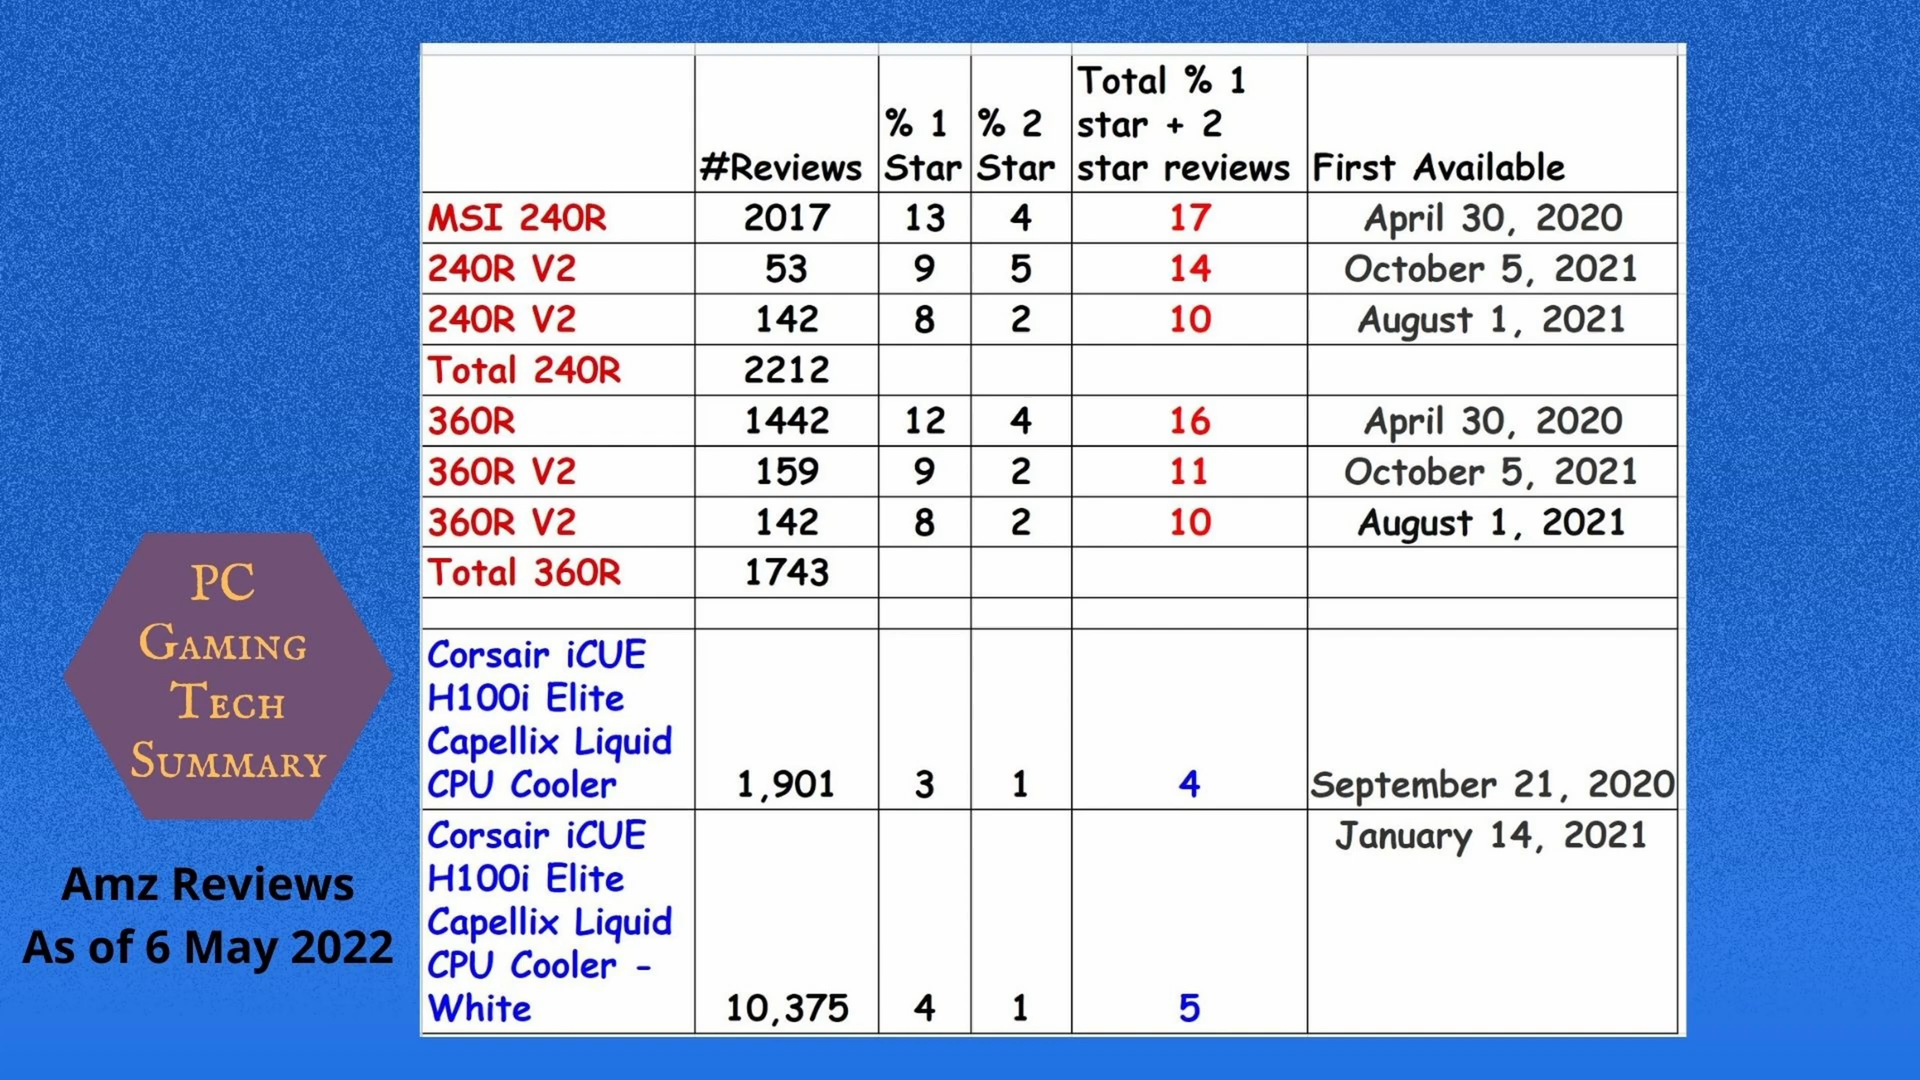 Total % 1
% 1 % 2 star + 2
#Reviews Star Star star reviews First Available
MSI 240R 2017 13 4 17 April 30, 2020
240R V2 53 9 5 14 October 5, 2021
240R V2 142 8 2 10 August 1, 2021
Total 240R 2212
360R 1442 12 4 16 April 30, 2020
360R V2 159 9 2 11 October 5, 2021
360R V2 142 8 2 10 August 1, 2021
Total 360R 1743
Corsair iCUE
H100i Elite
Capellix Liquid
CPU Cooler 1,901 3 1 4 September 21, 2020
Corsair iCUE January 14, 2021
H100i Elite
Capellix Liquid
CPU Cooler -
White 10,375 4 1 5
PC
Gaming
Tech
Summary
Amz Reviews
As of 6 May 2022